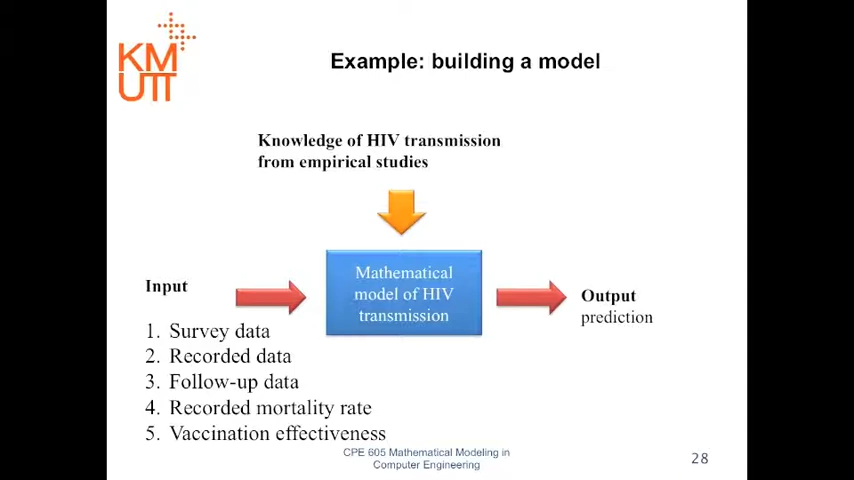 KM
UTT
Example: building a model
Knowledge of HIV transmission
from empirical studies
Mathematical
model of HIV
transmission
Input
Output
prediction
1. Survey data
2. Recorded data
3. Follow-up data
4. Recorded mortality rate
5. Vaccination effectiveness
CPE 605 Mathematical Modeling in
Computer Engineering
28